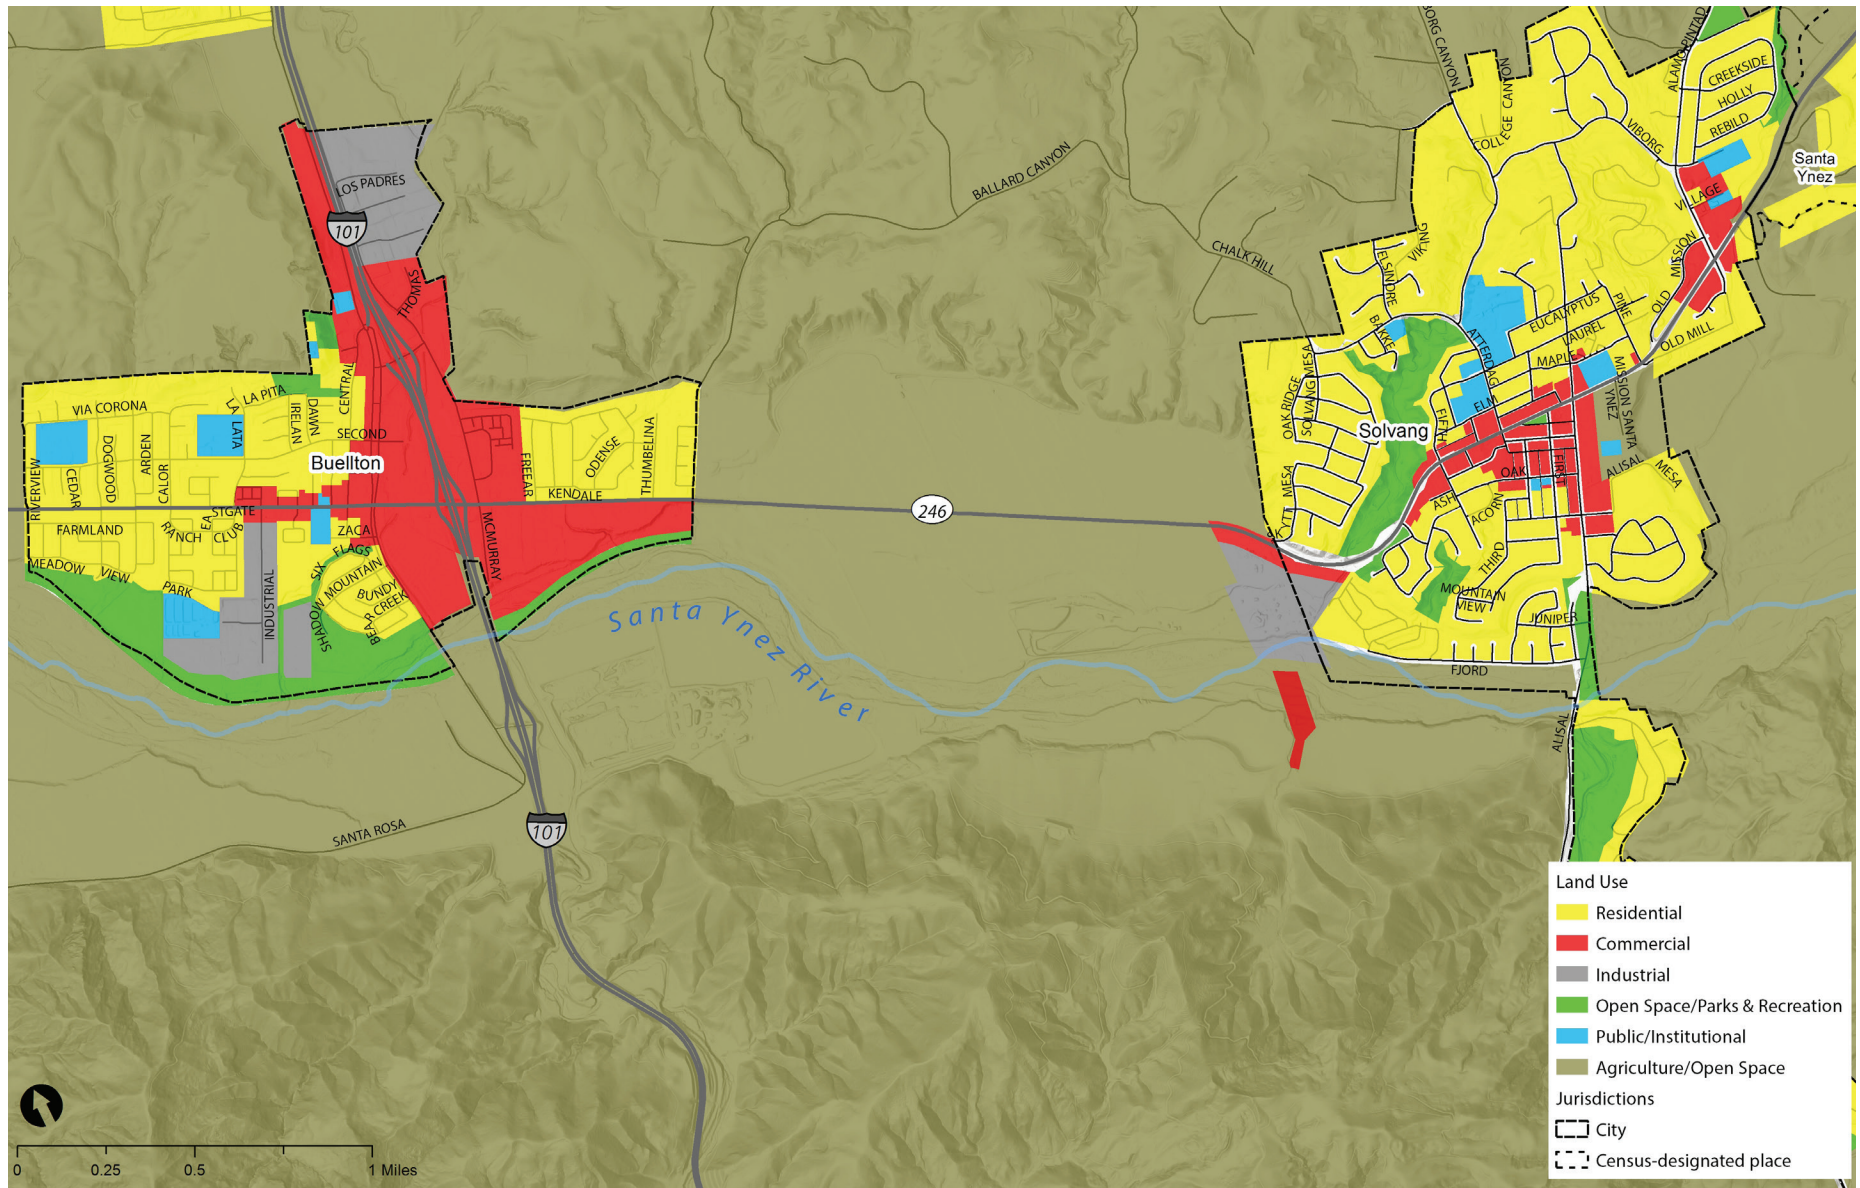 BORG CANYON
ALAMO PINTAD
CREEKSIDE
HOLLY
REBILD
COLLEGE CANYON
VIBORG
Santa
Ynez
LOS PADRES
101
BALLARD CANYON
VILLAGE
CHALK HILL
VIKING
ELSINORE
MISSION
OLD
THOMAS
BAKKE
ATTERDAG
EUCALYPTUS
PINE
LAUREL
MAPLE
OLD MILL
MISSION SANTA
YNEZ
OAK RIDGE
SOLVANG MESA
ELM
FIFTH
Solvang
LA PITA
LA LATA
VIA CORONA
IRELAN
DAWN
CENTRAL
SECOND
Buellton
DOGWOOD
ARDEN
CALOR
CEDAR
RIVERVIEW
FREEAR
ODENSE
THUMBELINA
KENDALE
OAK
FIRST
ALISAL
MESA
ASH
ACORN
THIRD
SKYTT MESA
246
FARMLAND
RANCH CLUB
EASTGATE
ZACA
SIX FLAGS
MCMURRAY
MEADOW VIEW
PARK
INDUSTRIAL
SHADOW MOUNTAIN
BUNDY
BEAR CREEK
MOUNTAIN
VIEW
JUNIPER
FJORD
Santa Ynez River
ALISAL
SANTA ROSA
101
Land Use
Residential
Commercial
Industrial
Open Space/Parks & Recreation
Public/Institutional
Agriculture/Open Space
Jurisdictions
City
Census-designated place
0 0.25 0.5 1 Miles